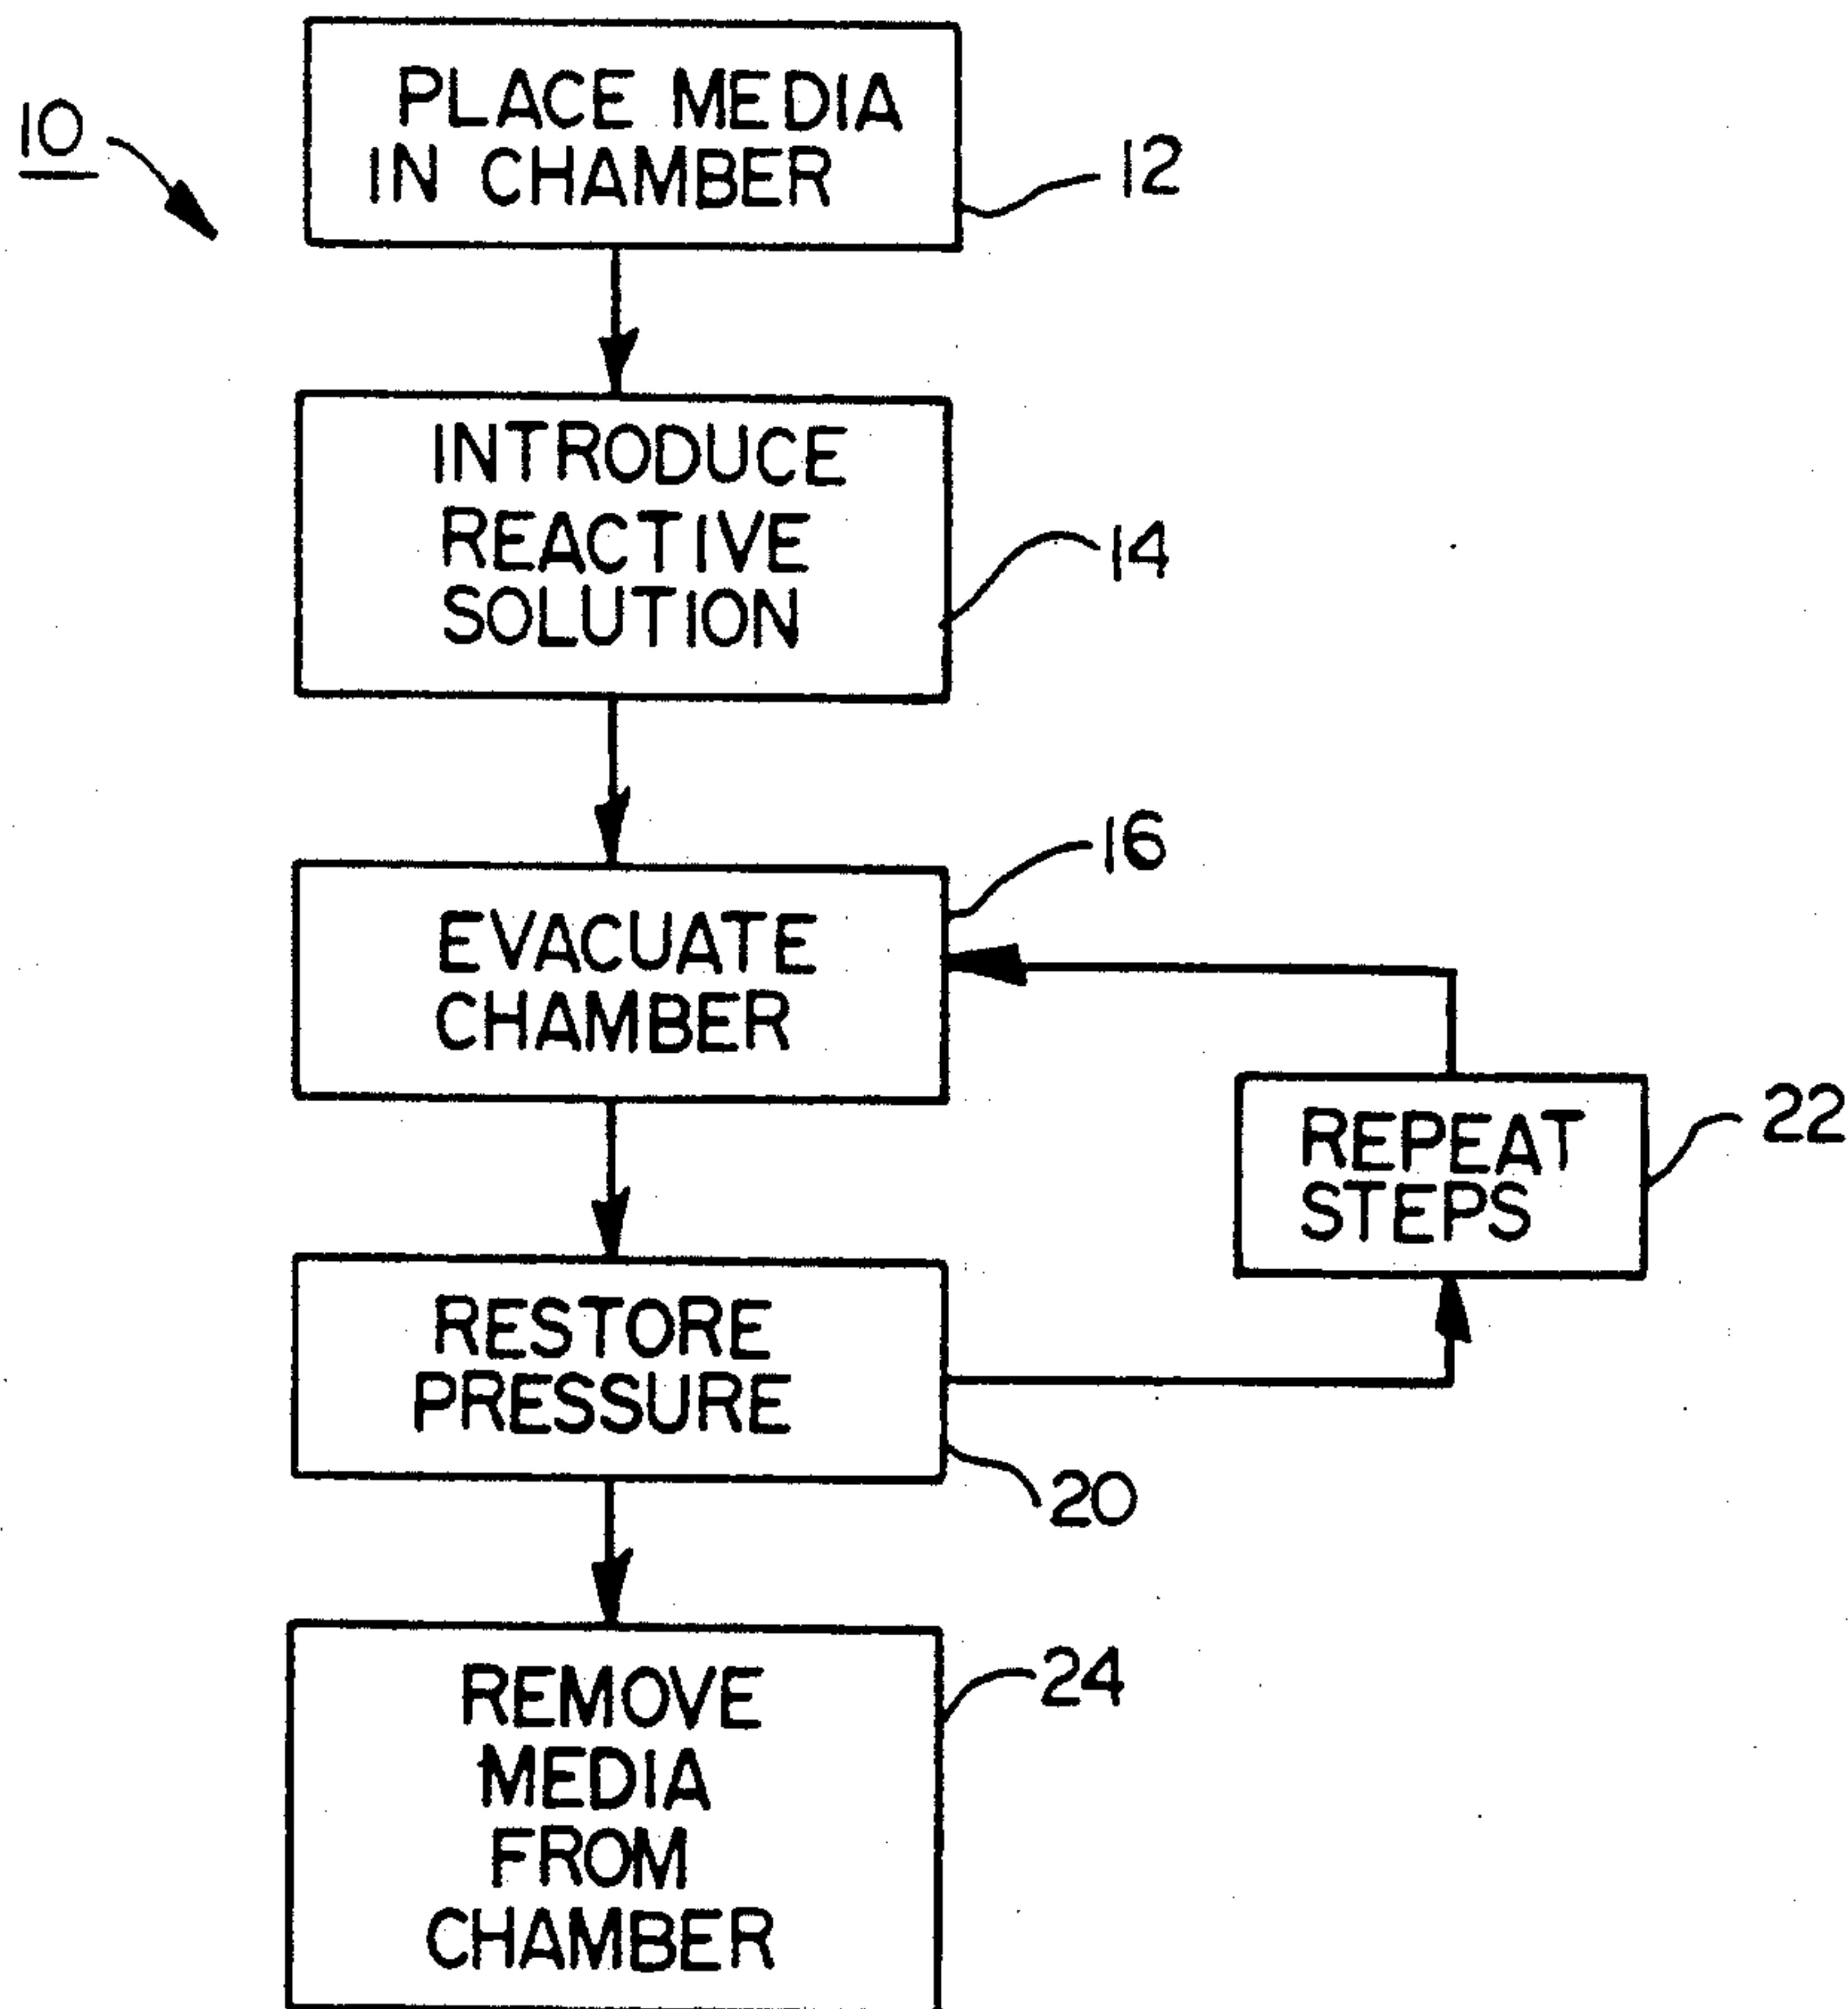 10
PLACE MEDIA
IN CHAMBER
12
INTRODUCE
REACTIVE
SOLUTION
14
16
EVACUATE
CHAMBER
REPEAT
STEPS
22
RESTORE
PRESSURE
20
REMOVE
MEDIA
FROM
CHAMBER
24